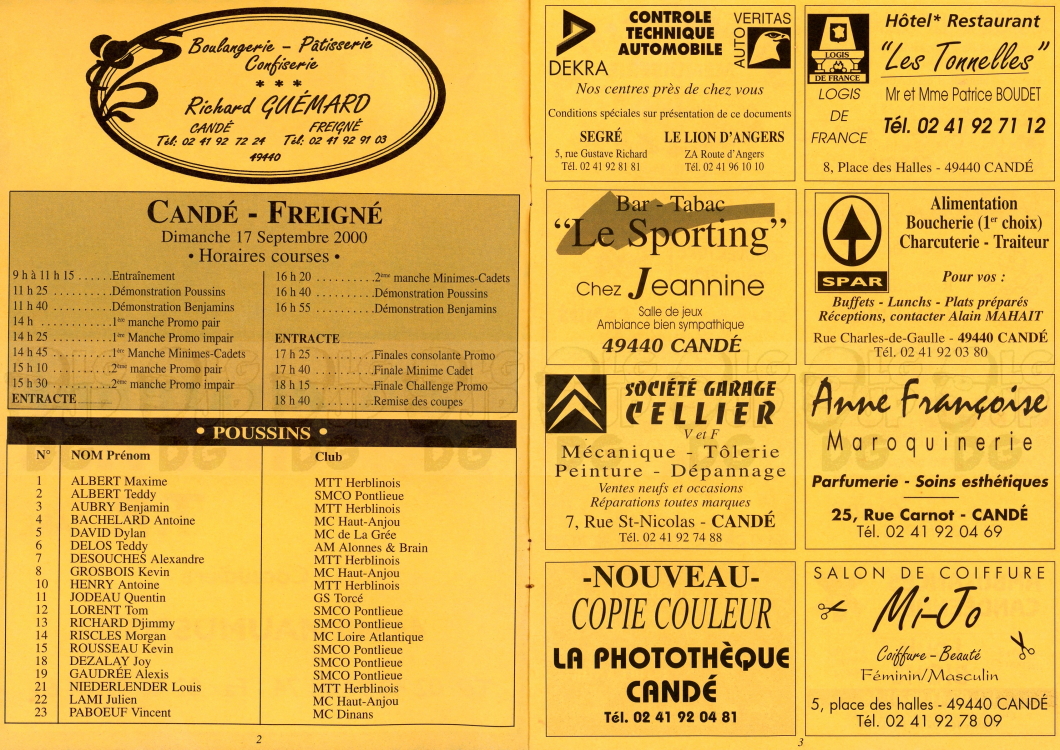 Boulangerie – Pâtisserie
Confiserie
* * *
Richard GUÉMARD
CANDÉ FREIGNÉ
Tél: 02 41 92 72 24 Tél: 02 41 92 91 03
49440
CANDÉ - FREIGNÉ
Dimanche 17 Septembre 2000
• Horaires courses •
9 h à 11 h 15 ......Entraînement
11 h 25 ..........Démonstration Poussins
11 h 40 ..........Démonstration Benjamins
14 h ..........1ère manche Promo pair
14 h 25 ..........1ère Manche Promo impair
14 h 45 ..........1ère Manche Minimes-Cadets
15 h 10 ..........2ème manche Promo pair
15 h 30 ..........2ème manche Promo impair
ENTRACTE
16 h 20 ..........2ème manche Minimes-Cadets
16 h 40 ..........Démonstration Poussins
16 h 55 ..........Démonstration Benjamins
ENTRACTE
17 h 25 ..........Finales consolante Promo
17 h 40 ..........Finale Minime Cadet
18 h 15 ..........Finale Challenge Promo
18 h 40 ..........Remise des coupes
• POUSSINS •
N° NOM Prénom Club
1 ALBERT Maxime MTT Herblinois
2 ALBERT Teddy SMCO Pontlieue
3 AUBRY Benjamin MTT Herblinois
4 BACHELARD Antoine MC Haut-Anjou
5 DAVID Dylan MC de La Grée
6 DELOS Teddy AM Alonnes & Brain
7 DESOUCHES Alexandre MTT Herblinois
8 GROSBOIS Kevin MC Haut-Anjou
10 HENRY Antoine MTT Herblinois
11 JODEAU Quentin GS Torcé
12 LORENT Tom SMCO Pontlieue
13 RICHARD Djimmy SMCO Pontlieue
14 RISCLES Morgan MC Loire Atlantique
15 ROUSSEAU Kevin SMCO Pontlieue
18 DEZALAY Joy SMCO Pontlieue
19 GAUDRÉE Alexis SMCO Pontlieue
21 NIEDERLENDER Louis MTT Herblinois
22 LAMI Julien MC Haut-Anjou
23 PABOEUF Vincent MC Dinans
2
DEKRA
CONTROLE
TECHNIQUE
AUTOMOBILE
AUTO VERITAS
Nos centres près de chez vous
Conditions spéciales sur présentation de ce documents
SEGRÉ LE LION D'ANGERS
5, rue Gustave Richard ZA Route d'Angers
Tél. 02 41 92 81 81 Tél. 02 41 96 10 10
LOGIS
DE FRANCE
LOGIS
DE
FRANCE
Hôtel* Restaurant
"Les Tonnelles"
Mr et Mme Patrice BOUDET
Tél. 02 41 92 71 12
8, Place des Halles - 49440 CANDÉ
Bar - Tabac
"Le Sporting"
Chez Jeannine
Salle de jeux
Ambiance bien sympathique
49440 CANDÉ
SPAR
Alimentation
Boucherie (1er choix)
Charcuterie - Traiteur
Pour vos :
Buffets - Lunchs - Plats préparés
Réceptions, contacter Alain MAHAIT
Rue Charles-de-Gaulle - 49440 CANDÉ
Tél. 02 41 92 03 80
SOCIÉTÉ GARAGE
CELLIER
V et F
Mécanique - Tôlerie
Peinture - Dépannage
Ventes neufs et occasions
Réparations toutes marques
7, Rue St-Nicolas - CANDÉ
Tél. 02 41 92 74 88
Anne Françoise
Maroquinerie
Parfumerie - Soins esthétiques
25, Rue Carnot - CANDÉ
Tél. 02 41 92 04 69
-NOUVEAU-
COPIE COULEUR
LA PHOTOTHÈQUE
CANDÉ
Tél. 02 41 92 04 81
SALON DE COIFFURE
Mi-Jo
Coiffure - Beauté
Féminin/Masculin
5, place des halles - 49440 CANDÉ
Tél. 02 41 92 78 09
3